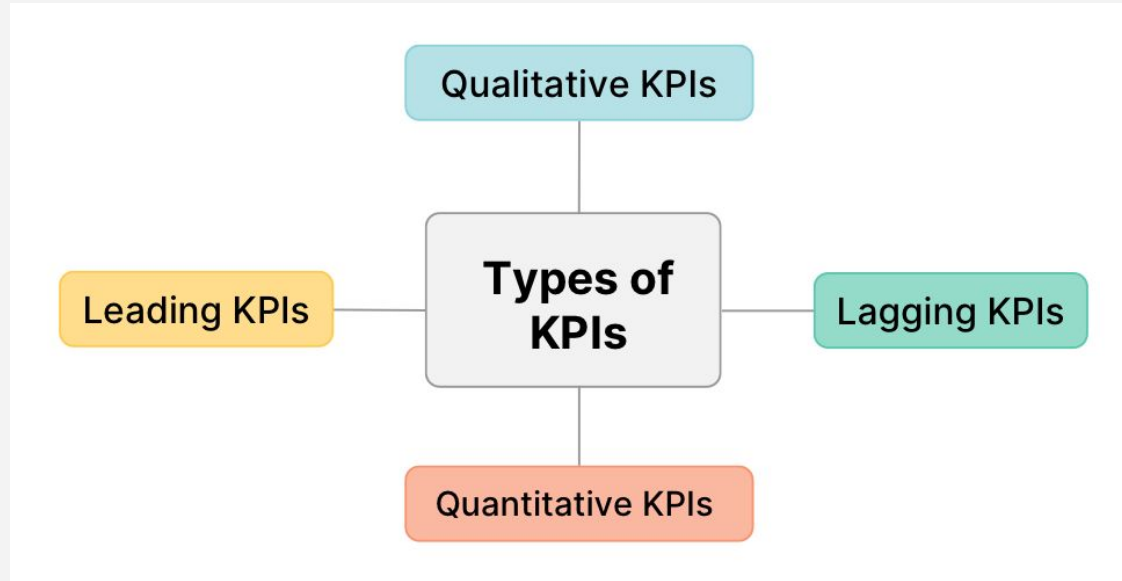 Qualitative KPIs
Leading KPIs
Types of
KPIs
Lagging KPIs
Quantitative KPIs